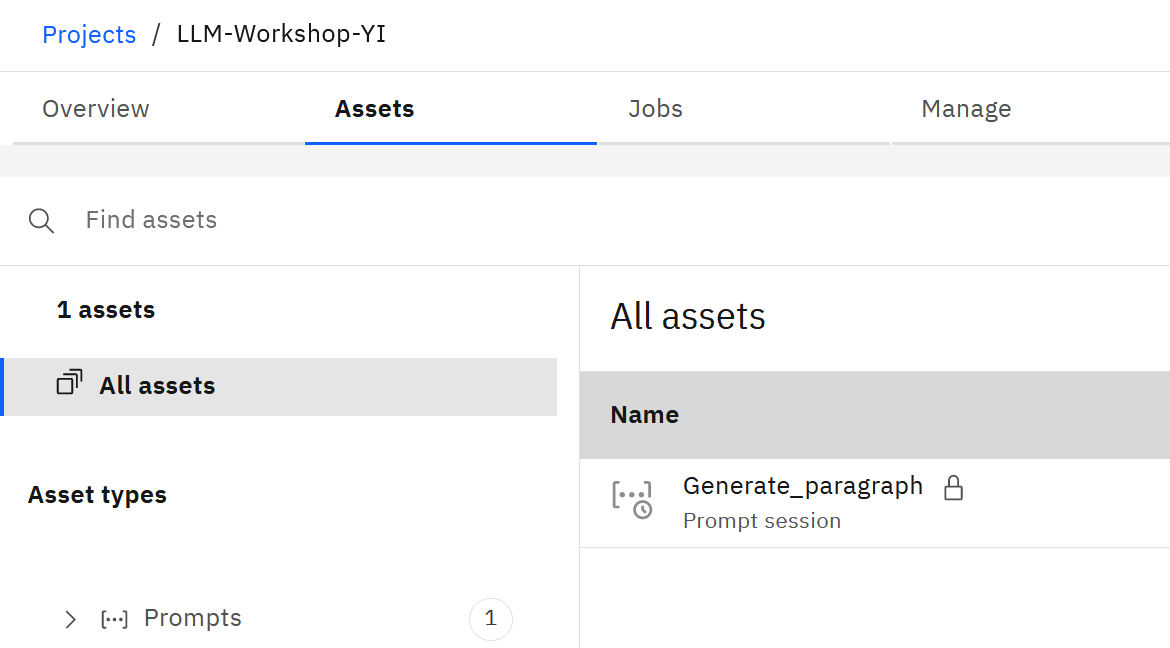 Projects / LLM-Workshop-YI
Overview Assets Jobs Manage
Find assets
1 assets
All assets
Asset types
Prompts 1
All assets
Name
Generate_paragraph
Prompt session